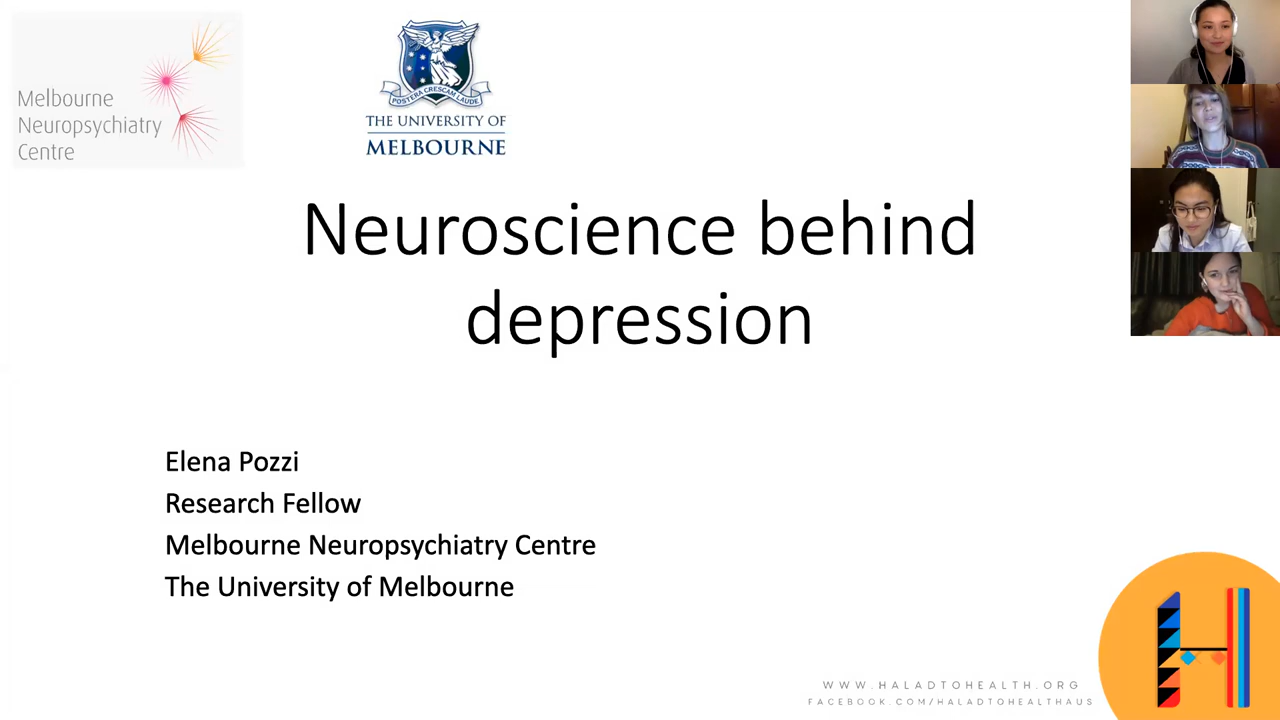 Melbourne
Neuropsychiatry
Centre
POSTERA CRESCAM LAUDE
THE UNIVERSITY OF
MELBOURNE
Neuroscience behind
depression
Elena Pozzi
Research Fellow
Melbourne Neuropsychiatry Centre
The University of Melbourne
H
WWW.HALADTOHEALTH.ORG
FACEBOOK.COM/HALADTOHEALTHAUS